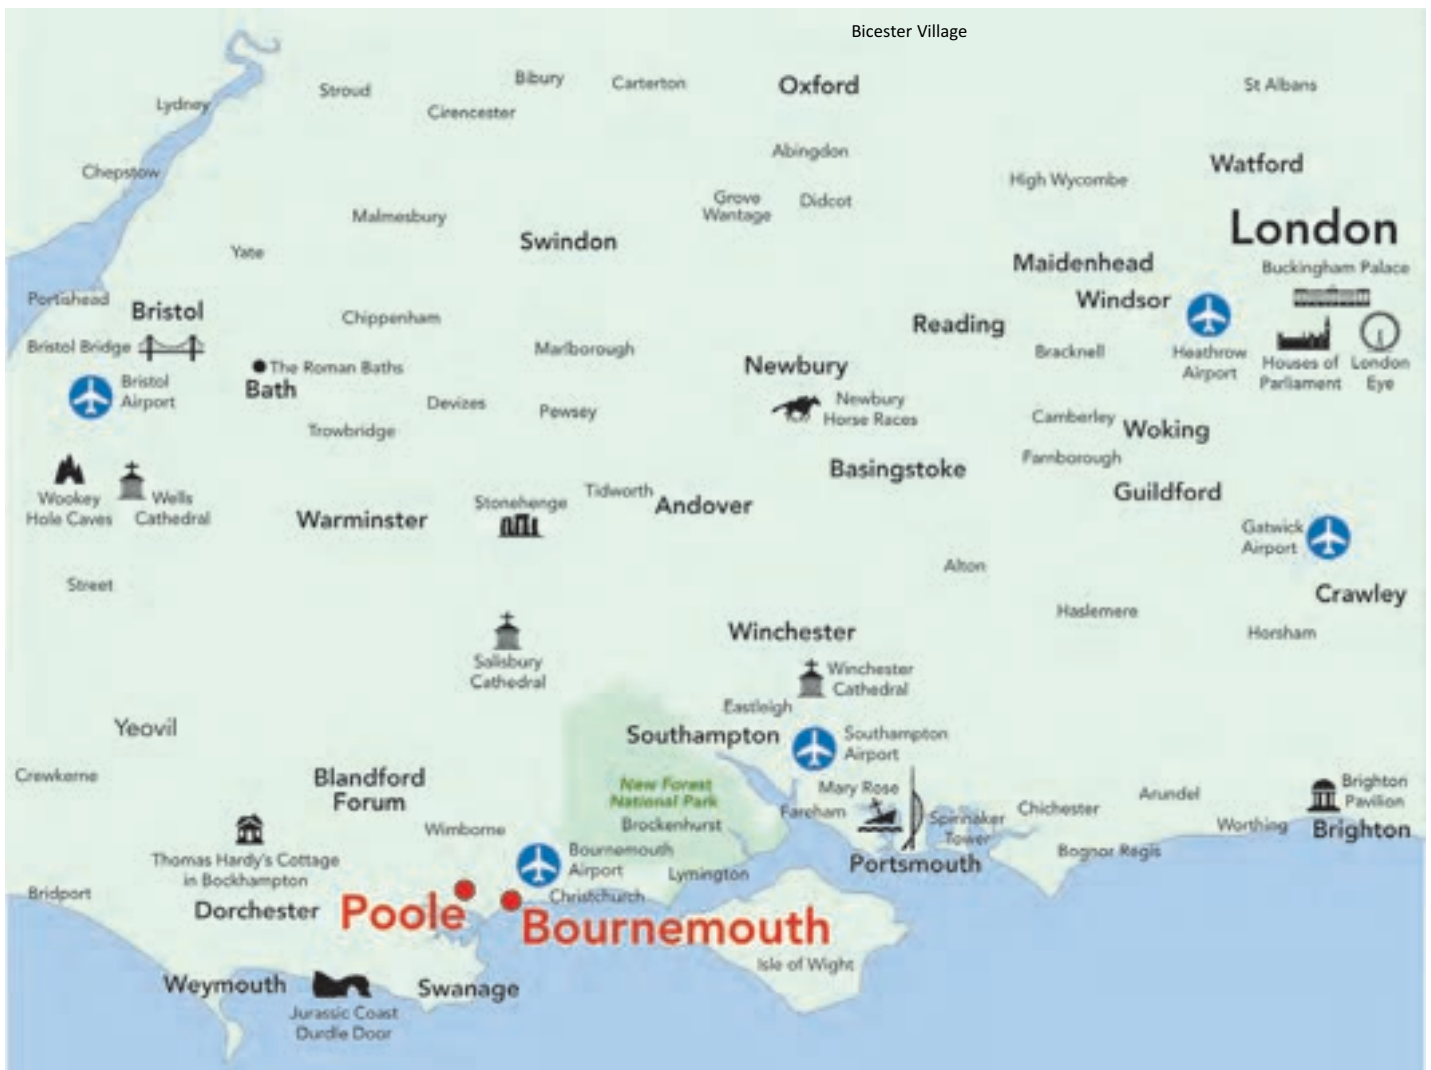 Bicester Village
Stroud
Bibury
Carterton
Oxford
St Albans
Lydney
Cirencester
Abingdon
Watford
Chepstow
High Wycombe
Grove
Wantage
Didcot
Malmesbury
Swindon
London
Yate
Maidenhead
Buckingham Palace
Portishead
Bristol
Windsor
Chippenham
Reading
Bristol Bridge
Marlborough
Bracknell
Heathrow
Airport
Houses of
Parliament
London
Eye
The Roman Baths
Bath
Newbury
Bristol
Airport
Devizes
Pewsey
Newbury
Horse Races
Camberley
Woking
Trowbridge
Farnborough
Basingstoke
Wookey
Hole Caves
Wells
Cathedral
Stonehenge
Tidworth
Andover
Guildford
Warminster
Gatwick
Airport
Street
Alton
Crawley
Haslemere
Horsham
Winchester
Salisbury
Cathedral
Winchester
Cathedral
Eastleigh
Yeovil
Southampton
Southampton
Airport
Crewkerne
Blandford
Forum
New Forest
National Park
Mary Rose
Brighton
Pavilion
Arundel
Chichester
Fareham
Spinnaker
Tower
Wimborne
Brockenhurst
Worthing
Brighton
Thomas Hardy's Cottage
in Bockhampton
Bournemouth
Airport
Lymington
Portsmouth
Bognor Regis
Bridport
Christchurch
Dorchester
Poole
Bournemouth
Isle of Wight
Weymouth
Swanage
Jurassic Coast
Durdle Door